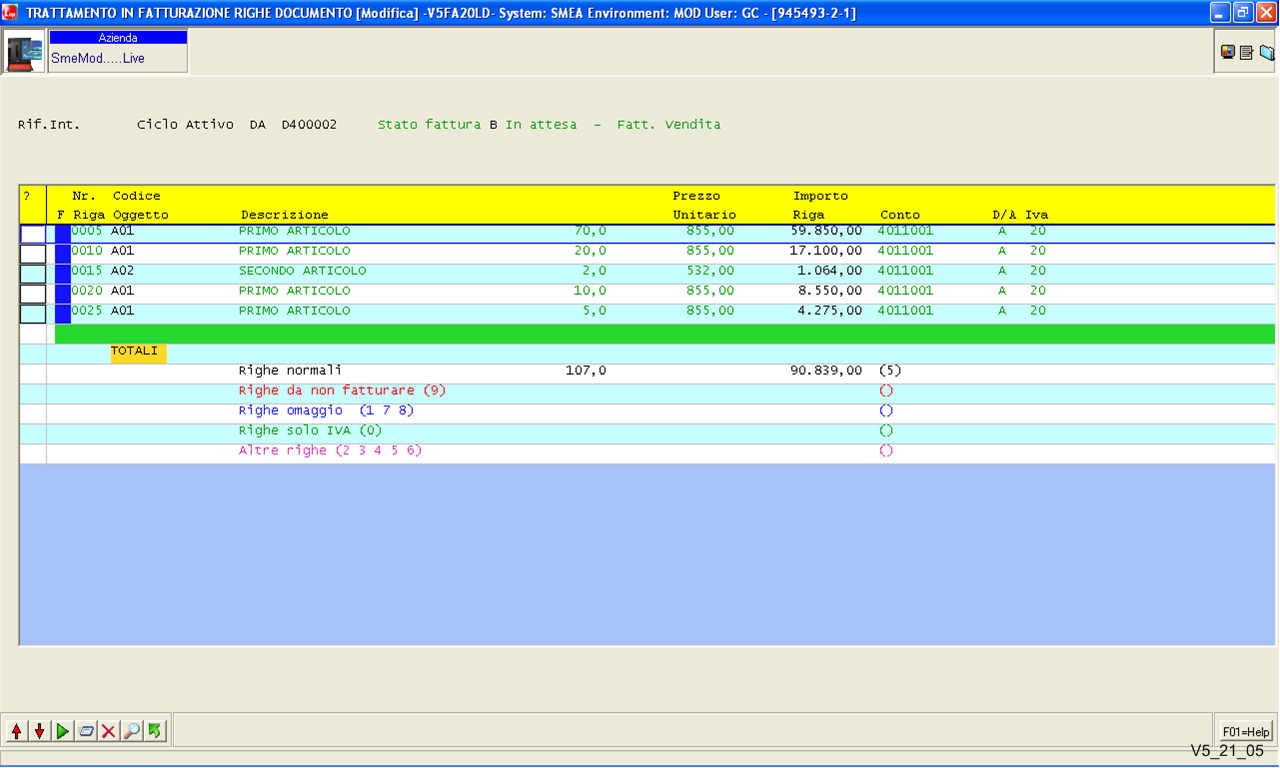 TRATTAMENTO IN FATTURAZIONE RIGHE DOCUMENTO [Modifica] -V5FA20LD- System: SMEA Environment: MOD User: GC - [945493-2-1]
Azienda
SmeMod.....Live
Rif.Int. Ciclo Attivo DA D400002 Stato fattura B In attesa - Fatt. Vendita
? Nr. Codice Prezzo Importo
F Riga Oggetto Descrizione Unitario Riga Conto D/A Iva
0005 A01 PRIMO ARTICOLO 70,0 855,00 59.850,00 4011001 A 20
0010 A01 PRIMO ARTICOLO 20,0 855,00 17.100,00 4011001 A 20
0015 A02 SECONDO ARTICOLO 2,0 532,00 1.064,00 4011001 A 20
0020 A01 PRIMO ARTICOLO 10,0 855,00 8.550,00 4011001 A 20
0025 A01 PRIMO ARTICOLO 5,0 855,00 4.275,00 4011001 A 20
TOTALI
Righe normali 107,0 90.839,00 (5)
Righe da non fatturare (9) ()
Righe omaggio (1 7 8) ()
Righe solo IVA (0) ()
Altre righe (2 3 4 5 6) ()
F01=Help
V5_21_05